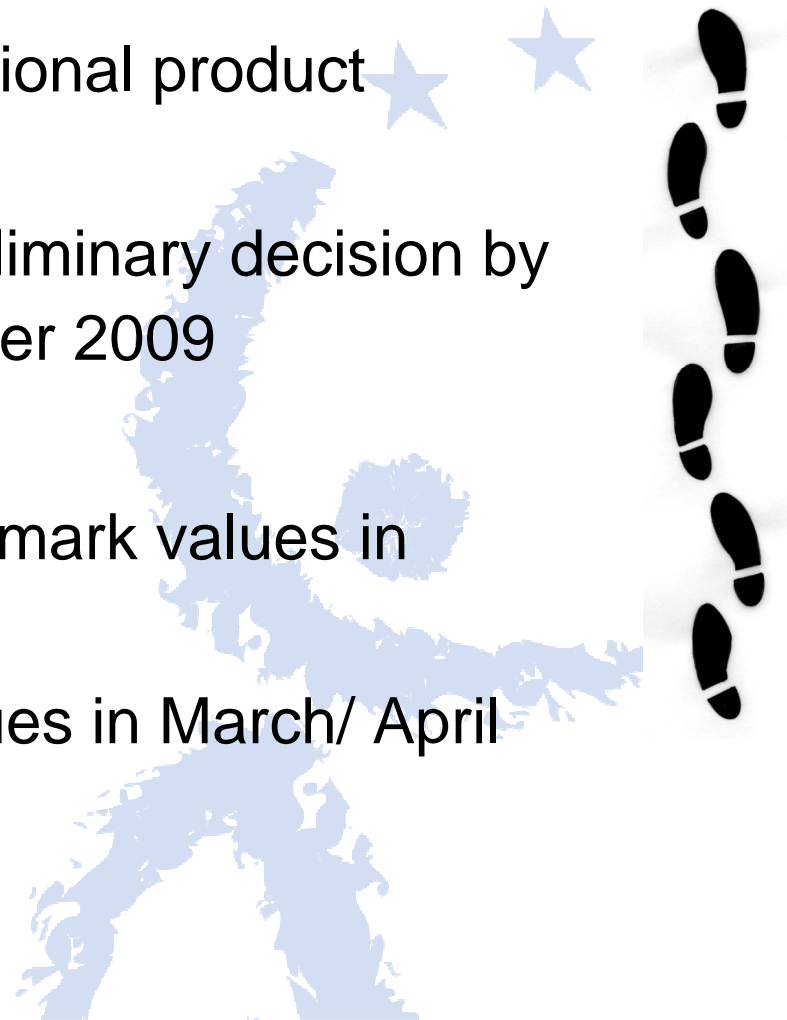 ional product
liminary decision by
er 2009
mark values in
ues in March/ April